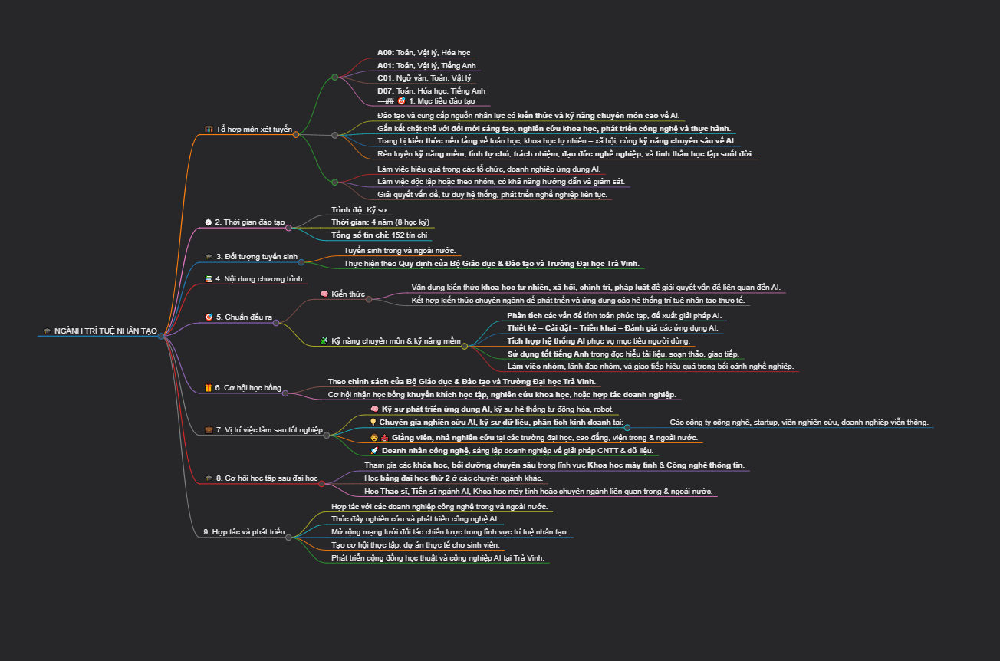 🎓 NGÀNH TRÍ TUỆ NHÂN TẠO
Tổ hợp môn xét tuyển
A00: Toán, Vật lý, Hóa học
A01: Toán, Vật lý, Tiếng Anh
C01: Ngữ văn, Toán, Vật lý
D07: Toán, Hóa học, Tiếng Anh
---## 🎯 1. Mục tiêu đào tạo
Đào tạo và cung cấp nguồn nhân lực có kiến thức và kỹ năng chuyên môn cao về AI.
Gắn kết chặt chẽ với đổi mới sáng tạo, nghiên cứu khoa học, phát triển công nghệ và thực hành.
Trang bị kiến thức nền tảng về toán học, khoa học tự nhiên – xã hội, cùng kỹ năng chuyên sâu về AI.
Rèn luyện kỹ năng mềm, tính tự chủ, trách nhiệm, đạo đức nghề nghiệp, và tinh thần học tập suốt đời.
Làm việc hiệu quả trong các tổ chức, doanh nghiệp ứng dụng AI.
Làm việc độc lập hoặc theo nhóm, có khả năng hướng dẫn và giám sát.
Giải quyết vấn đề, tư duy hệ thống, phát triển nghề nghiệp liên tục.
⏱ 2. Thời gian đào tạo
Trình độ: Kỹ sư
Thời gian: 4 năm (8 học kỳ)
Tổng số tín chỉ: 152 tín chỉ
🎓 3. Đối tượng tuyển sinh
Tuyển sinh trong và ngoài nước.
Thực hiện theo Quy định của Bộ Giáo dục & Đào tạo và Trường Đại học Trà Vinh.
📚 4. Nội dung chương trình
🎯 5. Chuẩn đầu ra
🧠 Kiến thức
Vận dụng kiến thức khoa học tự nhiên, xã hội, chính trị, pháp luật để giải quyết vấn đề liên quan đến AI.
Kết hợp kiến thức chuyên ngành để phát triển và ứng dụng các hệ thống trí tuệ nhân tạo thực tế.
🧩 Kỹ năng chuyên môn & kỹ năng mềm
Phân tích các vấn đề tính toán phức tạp, đề xuất giải pháp AI.
Thiết kế – Cài đặt – Triển khai – Đánh giá các ứng dụng AI.
Tích hợp hệ thống AI phục vụ mục tiêu người dùng.
Sử dụng tốt tiếng Anh trong đọc hiểu tài liệu, soạn thảo, giao tiếp.
Làm việc nhóm, lãnh đạo nhóm, và giao tiếp hiệu quả trong bối cảnh nghề nghiệp.
🎁 6. Cơ hội học bổng
Theo chính sách của Bộ Giáo dục & Đào tạo và Trường Đại học Trà Vinh.
Cơ hội nhận học bổng khuyến khích học tập, nghiên cứu khoa học, hoặc hợp tác doanh nghiệp.
💼 7. Vị trí việc làm sau tốt nghiệp
🧠 Kỹ sư phát triển ứng dụng AI, kỹ sư hệ thống tự động hóa, robot.
💡 Chuyên gia nghiên cứu AI, kỹ sư dữ liệu, phân tích kinh doanh tại:
Các công ty công nghệ, startup, viện nghiên cứu, doanh nghiệp viễn thông.
Giảng viên, nhà nghiên cứu tại các trường đại học, cao đẳng, viện trong & ngoài nước.
🚀 Doanh nhân công nghệ, sáng lập doanh nghiệp về giải pháp CNTT & dữ liệu.
🎓 8. Cơ hội học tập sau đại học
Tham gia các khóa học, bồi dưỡng chuyên sâu trong lĩnh vực Khoa học máy tính & Công nghệ thông tin.
Học bằng đại học thứ 2 ở các chuyên ngành khác.
Học Thạc sĩ, Tiến sĩ ngành AI, Khoa học máy tính hoặc chuyên ngành liên quan trong & ngoài nước.
9. Hợp tác và phát triển
Hợp tác với các doanh nghiệp công nghệ trong và ngoài nước.
Thúc đẩy nghiên cứu và phát triển công nghệ AI.
Mở rộng mạng lưới đối tác chiến lược trong lĩnh vực trí tuệ nhân tạo.
Tạo cơ hội thực tập, dự án thực tế cho sinh viên.
Phát triển cộng đồng học thuật và công nghiệp AI tại Trà Vinh.